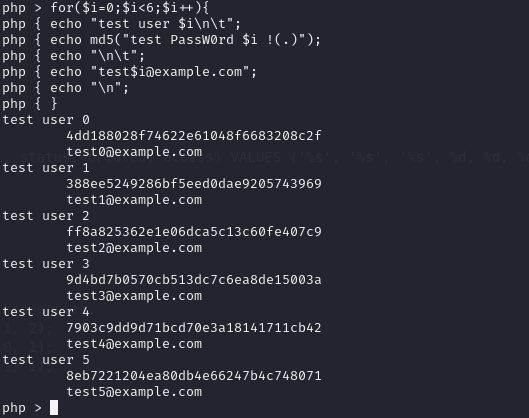 php > for($i=0;$i<6;$i++){
php { echo "test user $i\n\t";
php { echo md5("test PassW0rd $i !(.)");
php { echo "\n\t";
php { echo "test$i@example.com";
php { echo "\n";
php { }
test user 0
4dd188028f74622e61048f6683208c2f
test0@example.com
status VALUES ('%s', '%s', '%s', %d, %d,
test user 1
388ee5249286bf5eed0dae9205743969
test1@example.com
test user 2
ff8a825362e1e06dca5c13c60fe407c9
test2@example.com
test user 3
9d4bd7b0570cb513dc7c6ea8de15003a
test3@example.com
test user 4
7903c9dd9d71bcd70e3a18141711cb42
test4@example.com
test user 5
8eb7221204ea80db4e66247b4c748071
test5@example.com
php >